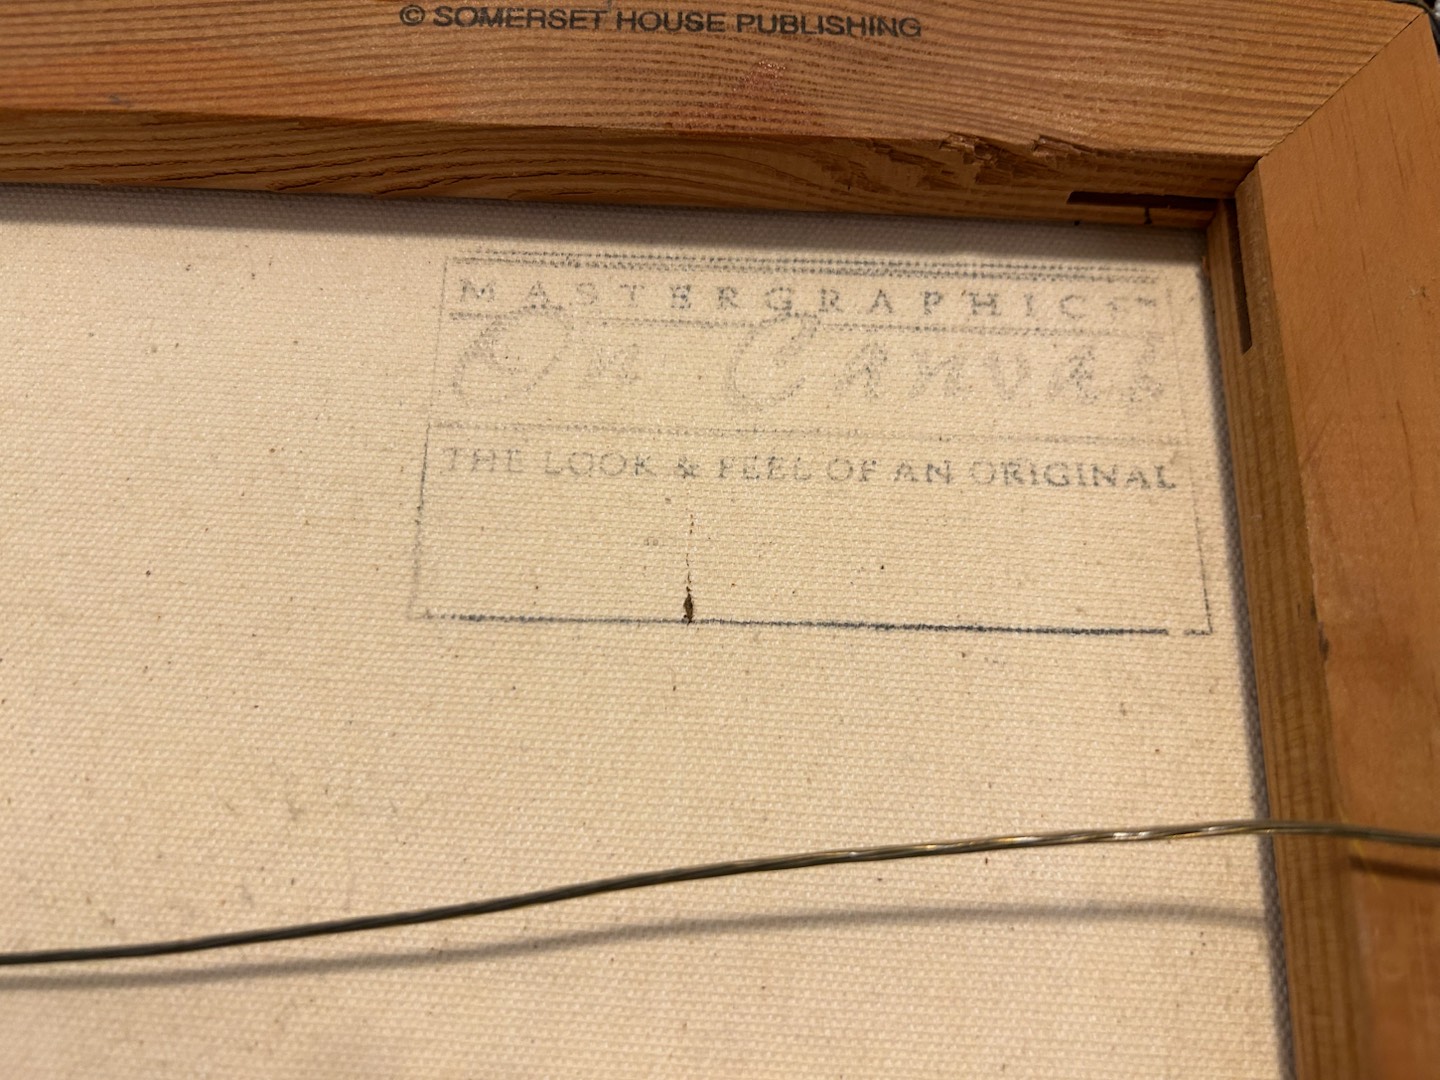 © SOMERSET HOUSE PUBLISHING
MASTERGRAPHICS™
On Canvas
THE LOOK & FEEL OF AN ORIGINAL